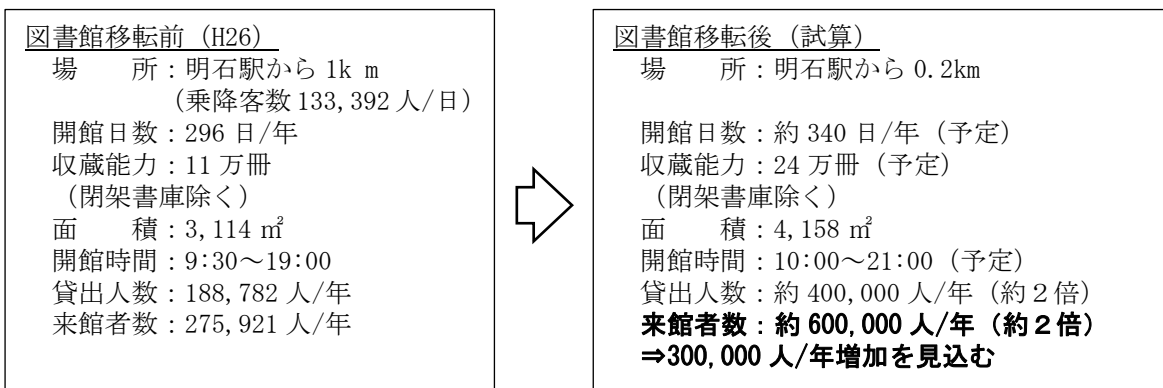 図書館移転前（H26）
場　　所：明石駅から 1k m
（乗降客数 133,392 人/日）
開館日数：296 日/年
収蔵能力：11 万冊
（閉架書庫除く）
面　　積：3,114 ㎡
開館時間：9:30～19:00
貸出人数：188,782 人/年
来館者数：275,921 人/年
図書館移転後（試算）
場　　所：明石駅から 0.2km
開館日数：約 340 日/年（予定）
収蔵能力：24 万冊（予定）
（閉架書庫除く）
面　　積：4,158 ㎡
開館時間：10:00～21:00（予定）
貸出人数：約 400,000 人/年（約２倍）
来館者数：約 600,000 人/年（約２倍）
⇒300,000 人/年増加を見込む